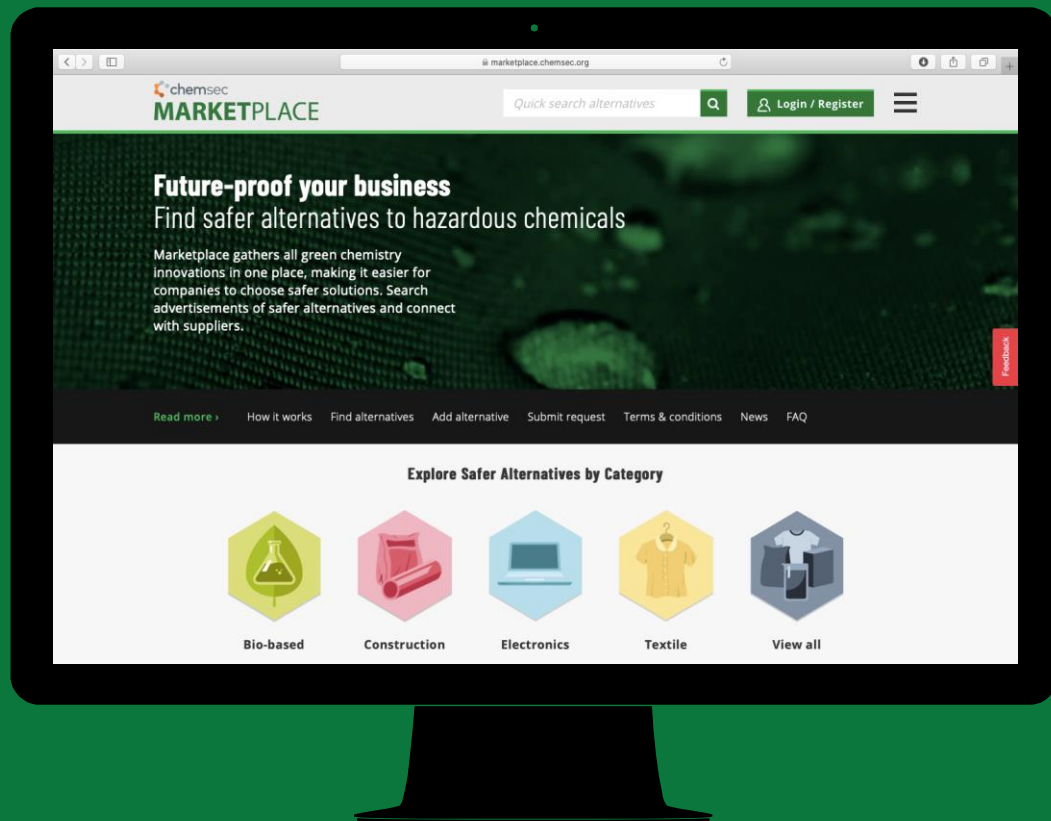 marketplace.chemsec.org
chemsec
MARKETPLACE
Quick search alternatives
Login / Register
Future-proof your business
Find safer alternatives to hazardous chemicals
Marketplace gathers all green chemistry
innovations in one place, making it easier for
companies to choose safer solutions. Search
advertisements of safer alternatives and connect
with suppliers.
Feedback
Read more › How it works Find alternatives Add alternative Submit request Terms & conditions News FAQ
Explore Safer Alternatives by Category
Bio-based Construction Electronics Textile View all